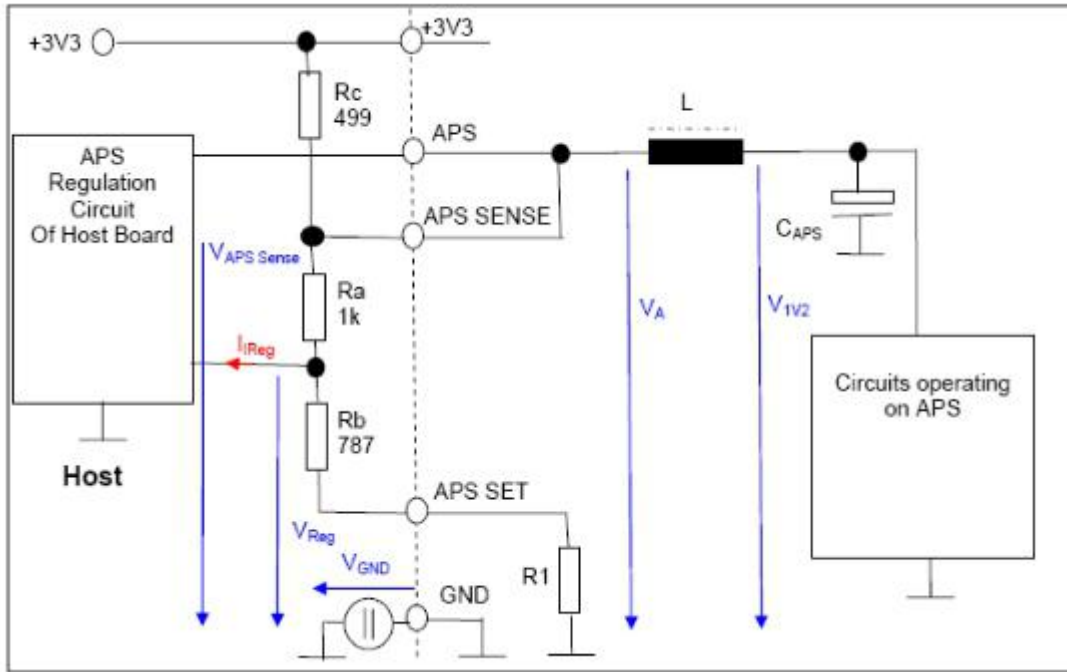 +3V3
+3V3
Rc
499
L
APS
APS
Regulation
Circuit
Of Host Board
APS SENSE
CAPS
VAPS Sense
Ra
1k
VA
V1V2
IIReg
Circuits operating
on APS
Rb
787
Host
APS SET
VReg
VGND
R1
GND